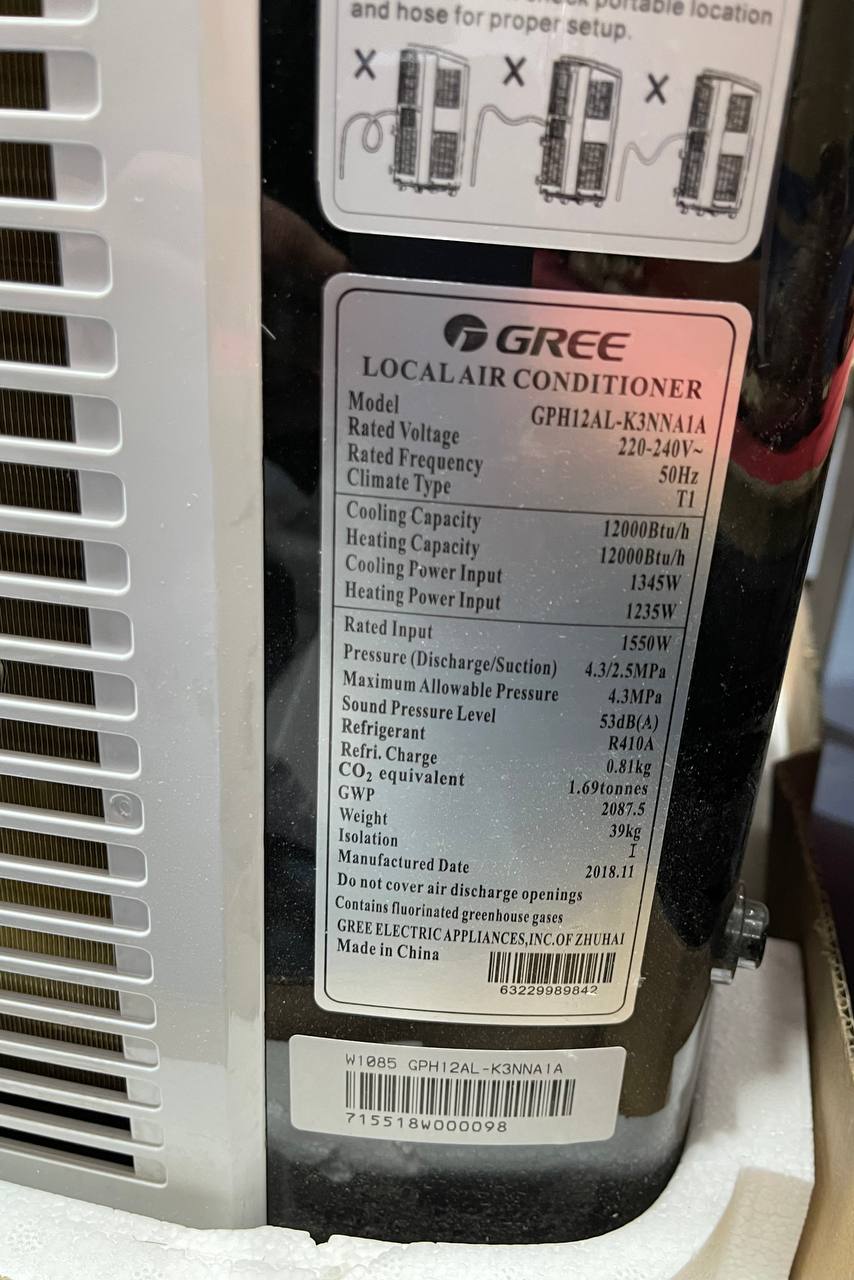 portable location
and hose for proper setup.
X X X
GREE
LOCAL AIR CONDITIONER
Model GPH12AL-K3NNA1A
Rated Voltage 220-240V~
Rated Frequency 50Hz
Climate Type T1
Cooling Capacity 12000Btu/h
Heating Capacity 12000Btu/h
Cooling Power Input 1345W
Heating Power Input 1235W
Rated Input 1550W
Pressure (Discharge/Suction) 4.3/2.5MPa
Maximum Allowable Pressure 4.3MPa
Sound Pressure Level 53dB(A)
Refrigerant R410A
Refri. Charge 0.81kg
CO₂ equivalent 1.69tonnes
GWP 2087.5
Weight 39kg
Isolation I
Manufactured Date 2018.11
Do not cover air discharge openings
Contains fluorinated greenhouse gases
GREE ELECTRIC APPLIANCES,INC.OF ZHUHAI
Made in China
63229989842
W1085 GPH12AL-K3NNA1A
715518W000098